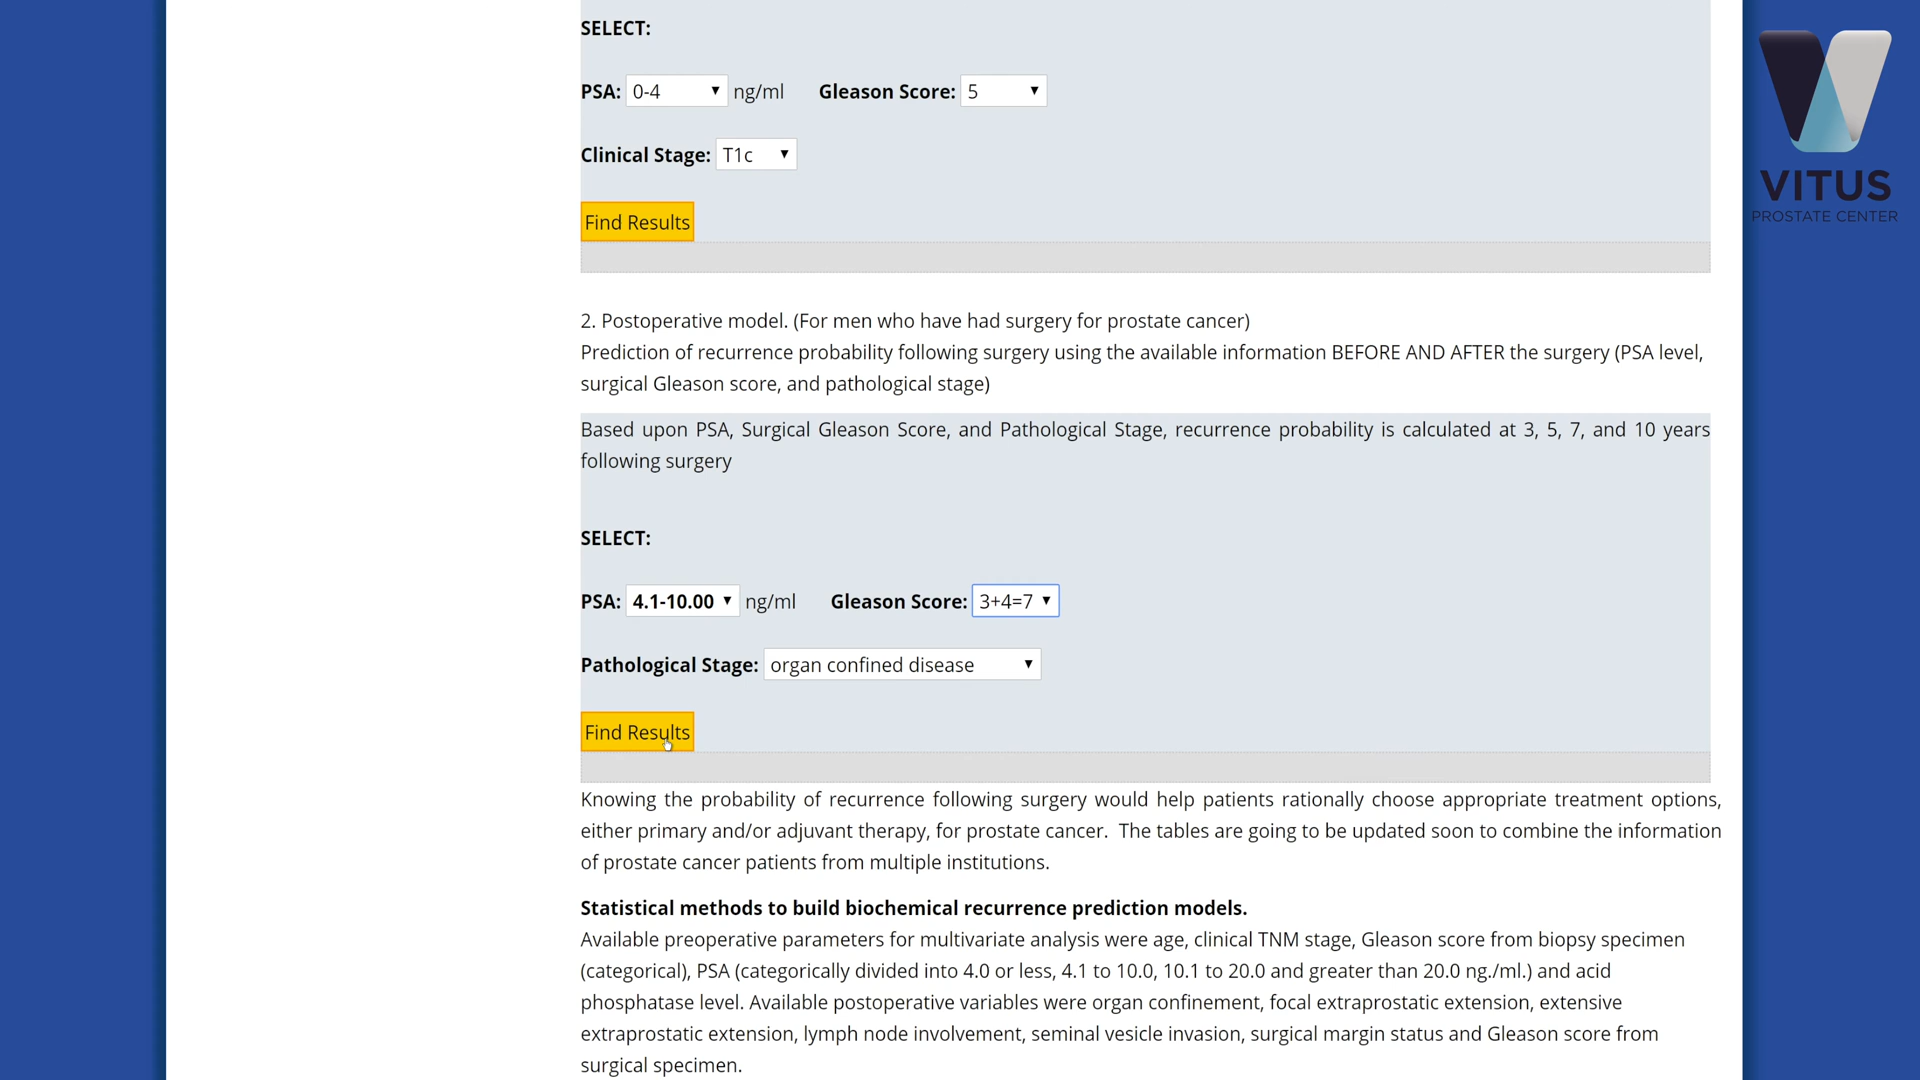 SELECT:
PSA: 0-4 ng/ml Gleason Score: 5
Clinical Stage: T1c
Find Results
VITUS
PROSTATE CENTER
2. Postoperative model. (For men who have had surgery for prostate cancer)
Prediction of recurrence probability following surgery using the available information BEFORE AND AFTER the surgery (PSA level,
surgical Gleason score, and pathological stage)
Based upon PSA, Surgical Gleason Score, and Pathological Stage, recurrence probability is calculated at 3, 5, 7, and 10 years
following surgery
SELECT:
PSA: 4.1-10.00 ng/ml Gleason Score: 3+4=7
Pathological Stage: organ confined disease
Find Results
Knowing the probability of recurrence following surgery would help patients rationally choose appropriate treatment options,
either primary and/or adjuvant therapy, for prostate cancer. The tables are going to be updated soon to combine the information
of prostate cancer patients from multiple institutions.
Statistical methods to build biochemical recurrence prediction models.
Available preoperative parameters for multivariate analysis were age, clinical TNM stage, Gleason score from biopsy specimen
(categorical), PSA (categorically divided into 4.0 or less, 4.1 to 10.0, 10.1 to 20.0 and greater than 20.0 ng./ml.) and acid
phosphatase level. Available postoperative variables were organ confinement, focal extraprostatic extension, extensive
extraprostatic extension, lymph node involvement, seminal vesicle invasion, surgical margin status and Gleason score from
surgical specimen.